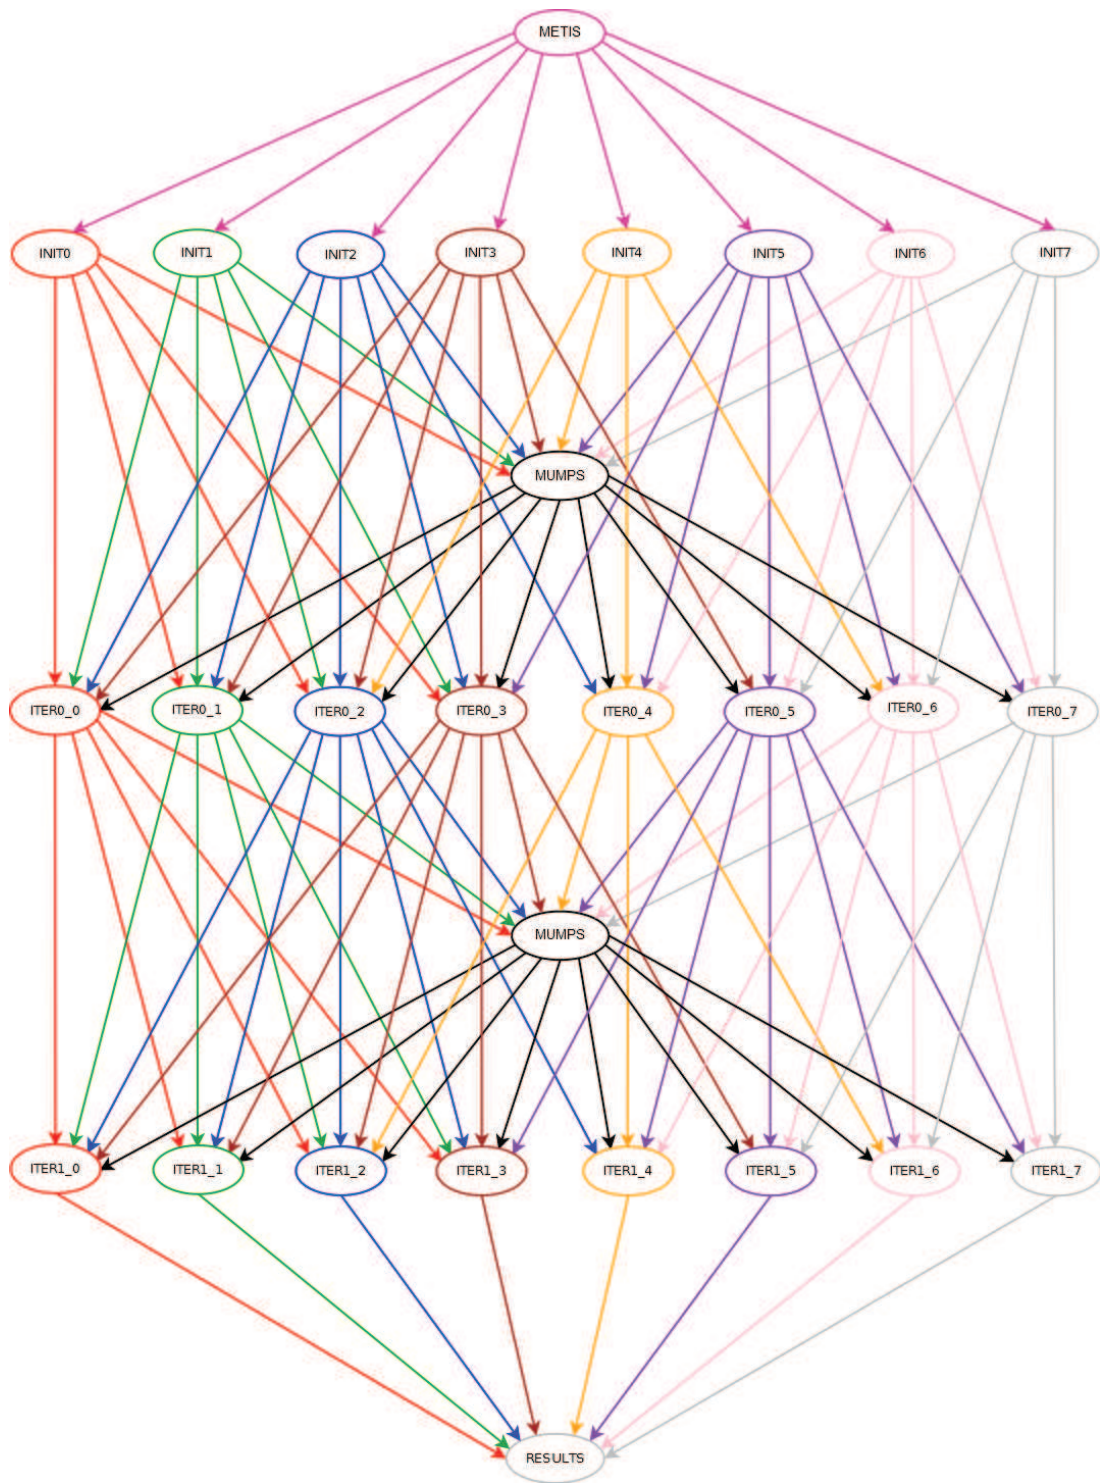 METIS
INIT0
INIT1
INIT2
INIT3
INIT4
INIT5
INIT6
INIT7
MUMPS
ITER0_0
ITER0_1
ITER0_2
ITER0_3
ITER0_4
ITER0_5
ITER0_6
ITER0_7
MUMPS
ITER1_0
ITER1_1
ITER1_2
ITER1_3
ITER1_4
ITER1_5
ITER1_6
ITER1_7
RESULTS